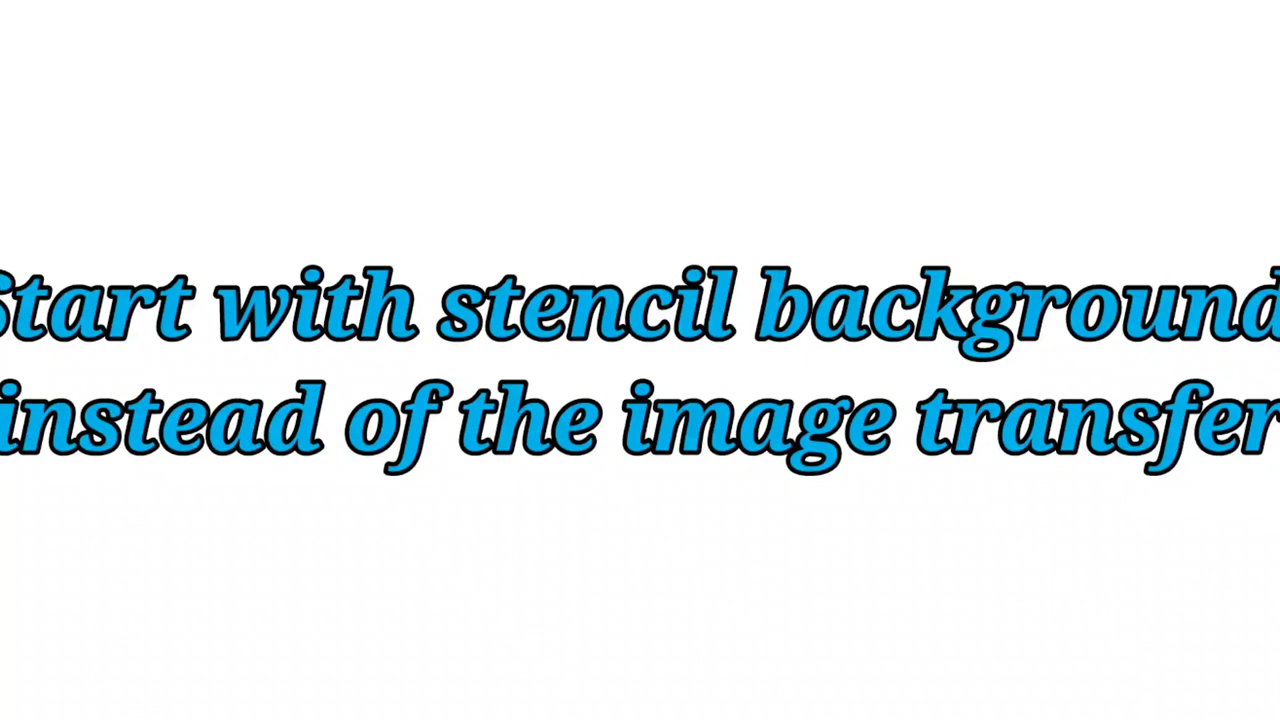 Start with stencil background
instead of the image transfer